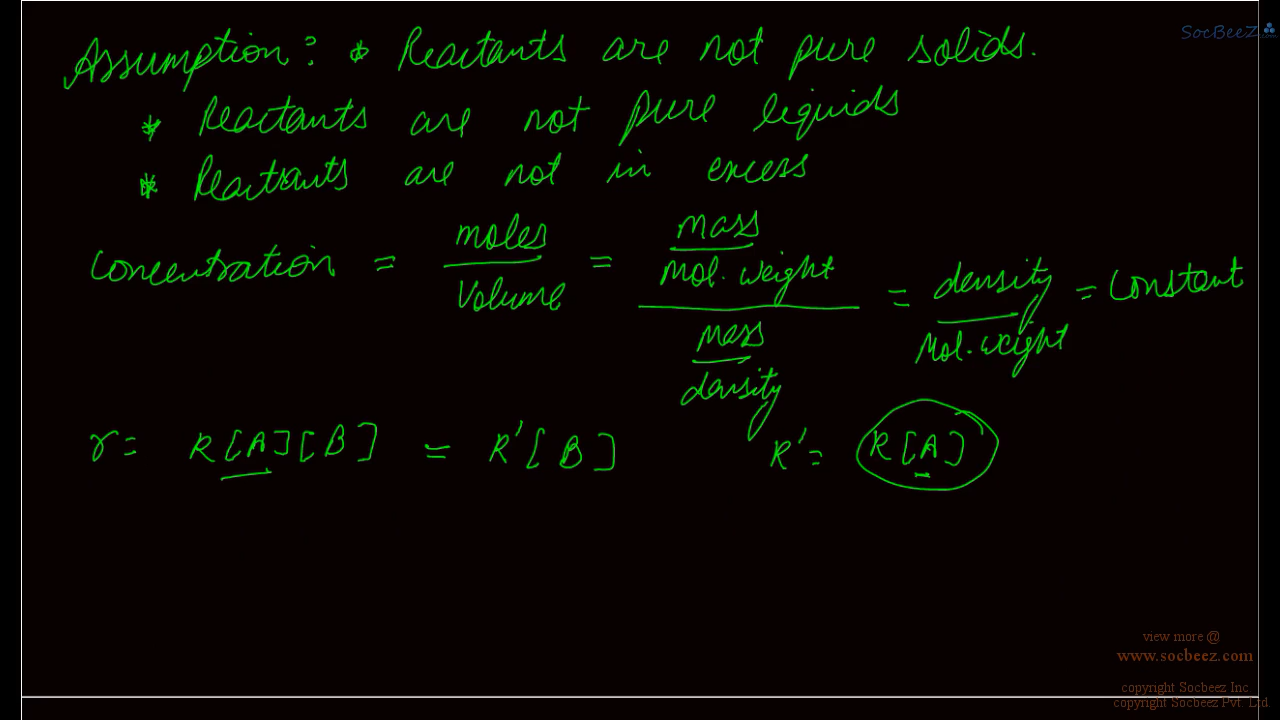 Assumption: * Reactants are not pure solids.
SocBeeZ.com
* Reactants are not pure liquids
* Reactants are not in excess
Concentration = moles / Volume = (mass / Mol. weight) / (mass / density) = density / Mol. weight = Constant
r = K[A][B] = K'[B] K' = K[A]
view more @
www.socbeez.com
copyright Socbeez Inc
copyright Socbeez Pvt Ltd